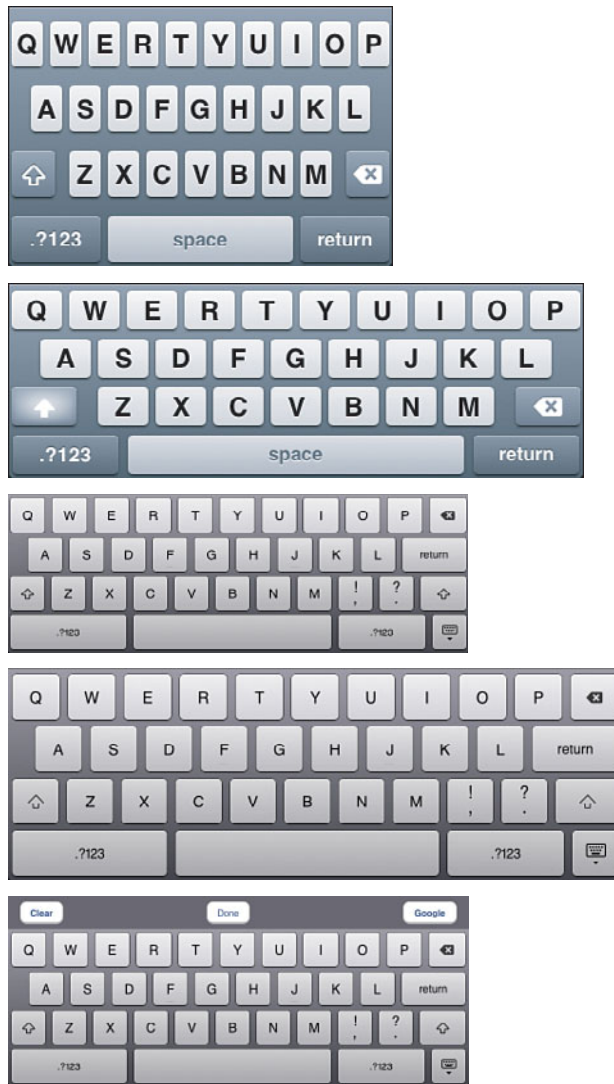 Q W E R T Y U I O P
A S D F G H J K L
Z X C V B N M
.?123 space return
Q W E R T Y U I O P
A S D F G H J K L
Z X C V B N M
.?123 space return
Q W E R T Y U I O P
A S D F G H J K L return
Z X C V B N M ! , ? .
.?123 .?123
Q W E R T Y U I O P
A S D F G H J K L return
Z X C V B N M ! , ? .
.?123 .?123
Clear Done Google
Q W E R T Y U I O P
A S D F G H J K L return
Z X C V B N M ! , ? .
.?123 .?123